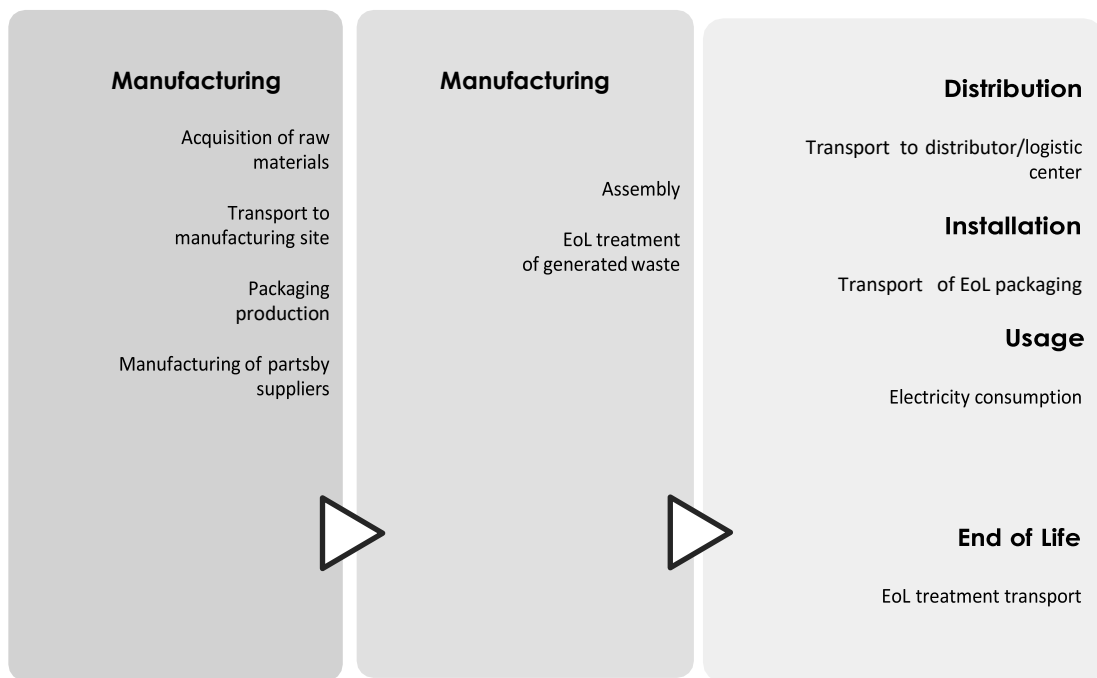 Manufacturing
Acquisition of raw
materials
Transport to
manufacturing site
Packaging
production
Manufacturing of partsby
suppliers
Manufacturing
Assembly
EoL treatment
of generated waste
Distribution
Transport to distributor/logistic
center
Installation
Transport of EoL packaging
Usage
Electricity consumption
End of Life
EoL treatment transport